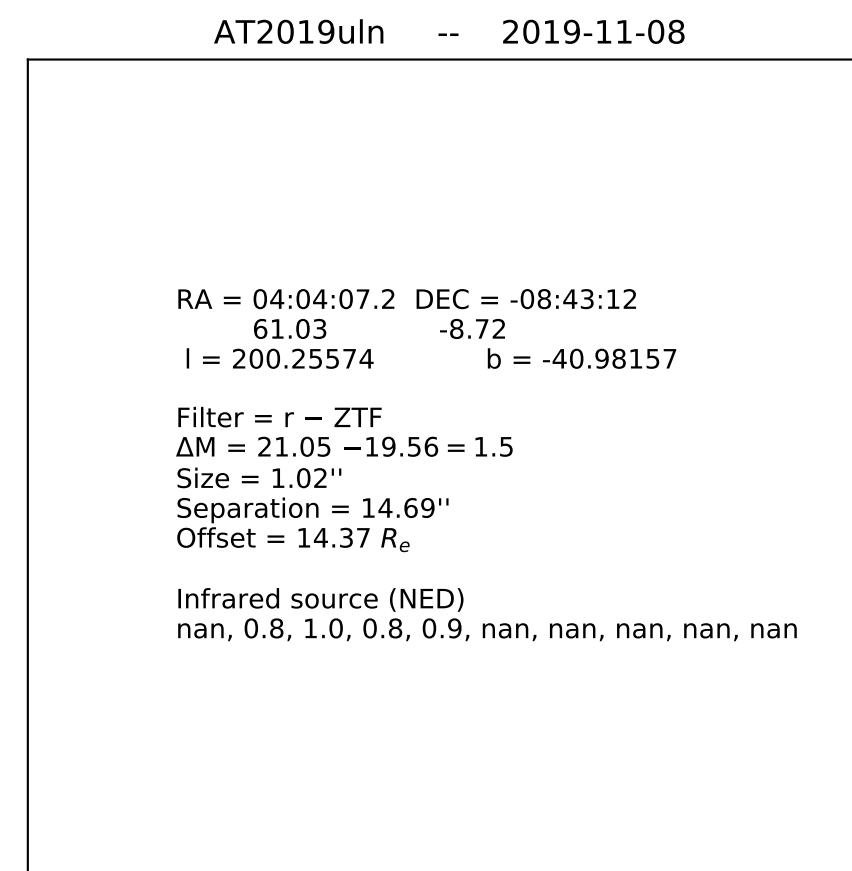 AT2019uln -- 2019-11-08
RA = 04:04:07.2 DEC = -08:43:12
61.03 -8.72
l = 200.25574 b = -40.98157
Filter = r − ZTF
ΔM = 21.05 −19.56 = 1.5
Size = 1.02''
Separation = 14.69''
Offset = 14.37 Rₑ
Infrared source (NED)
nan, 0.8, 1.0, 0.8, 0.9, nan, nan, nan, nan, nan